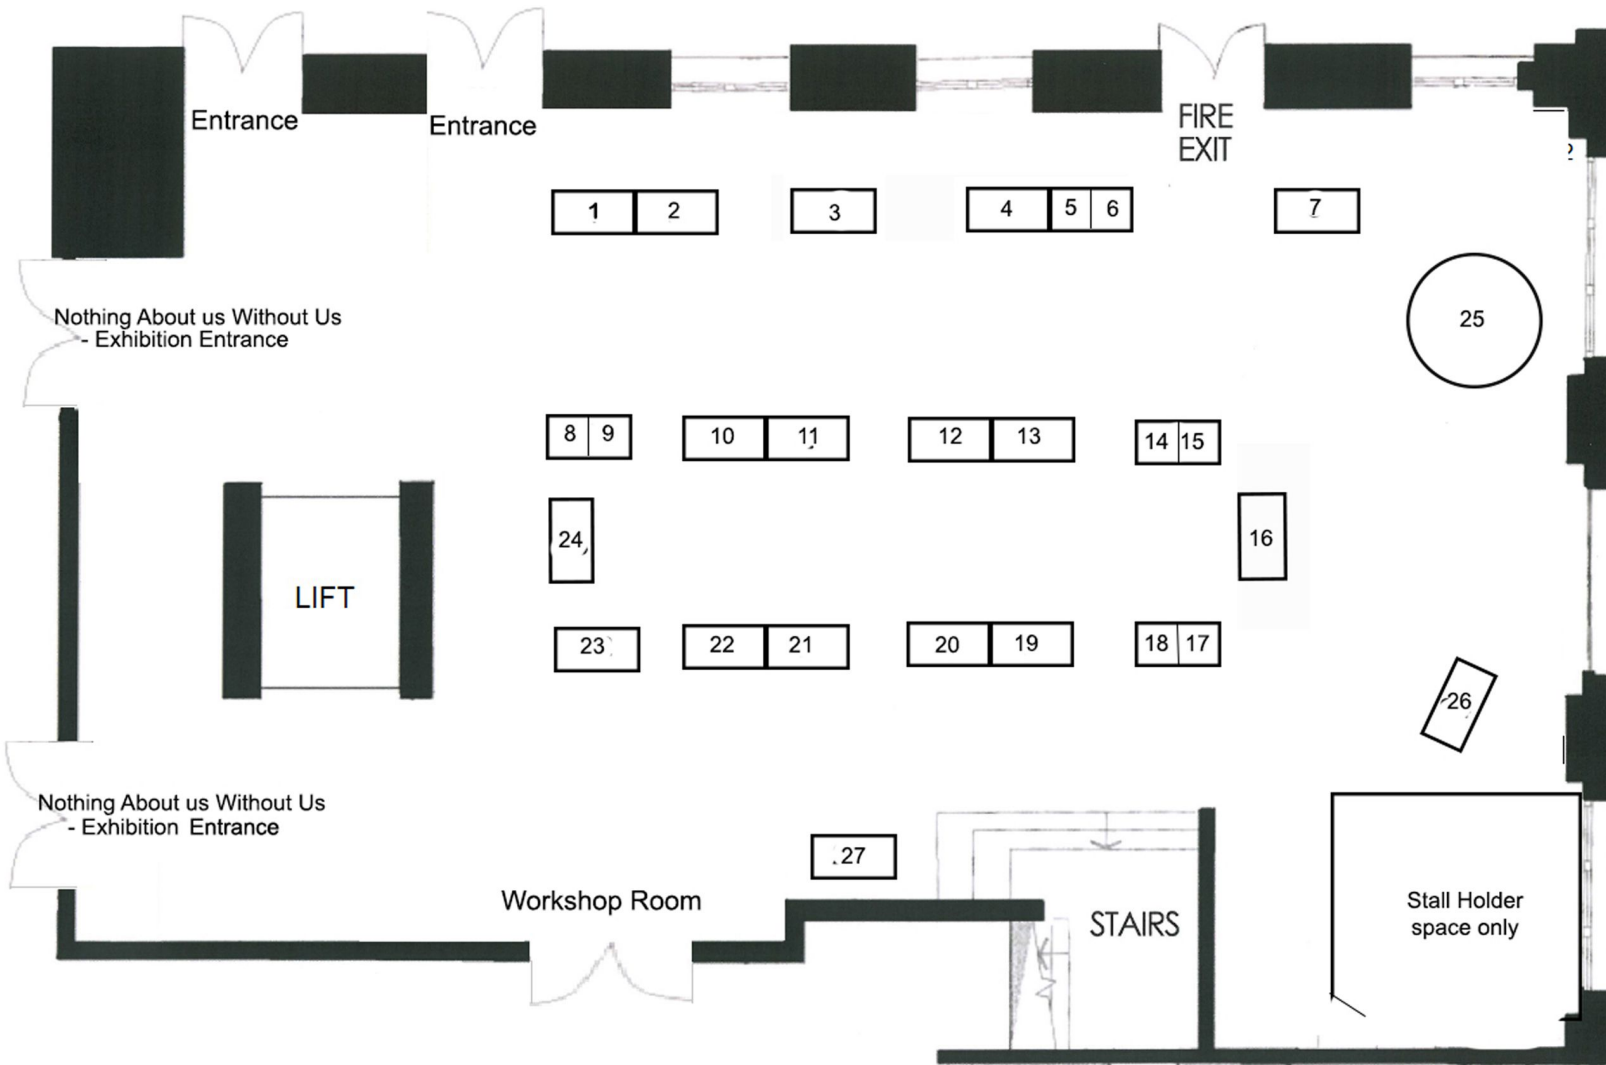 Entrance
Entrance
FIRE
EXIT
1
2
3
4
5
6
7
Nothing About us Without Us
- Exhibition Entrance
25
8
9
10
11
12
13
14
15
24
16
LIFT
23
22
21
20
19
18
17
26
Nothing About us Without Us
- Exhibition Entrance
27
Workshop Room
STAIRS
Stall Holder
space only